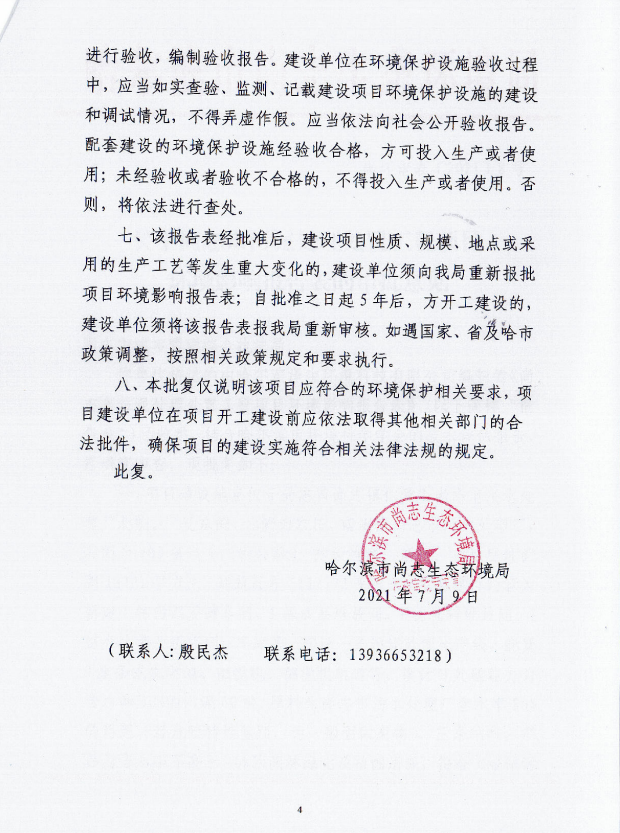 进行验收，编制验收报告。建设单位在环境保护设施验收过程
中，应当如实查验、监测、记载建设项目环境保护设施的建设
和调试情况，不得弄虚作假。应当依法向社会公开验收报告。
配套建设的环境保护设施经验收合格，方可投入生产或者使
用；未经验收或者验收不合格的，不得投入生产或者使用。否
则，将依法进行查处。
七、该报告表经批准后，建设项目性质、规模、地点或采
用的生产工艺等发生重大变化的，建设单位须向我局重新报批
项目环境影响报告表；自批准之日起 5 年后，方开工建设的，
建设单位须将该报告表报我局重新审核。如遇国家、省及哈市
政策调整，按照相关政策规定和要求执行。
八、本批复仅说明该项目应符合的环境保护相关要求，项
目建设单位在项目开工建设前应依法取得其他相关部门的合
法批件，确保项目的建设实施符合相关法律法规的规定。
此复。
哈尔滨市尚志生态环境局
哈尔滨市尚志生态环境局
2021 年 7 月 9 日
（联系人：殷民杰 联系电话：13936653218）
4